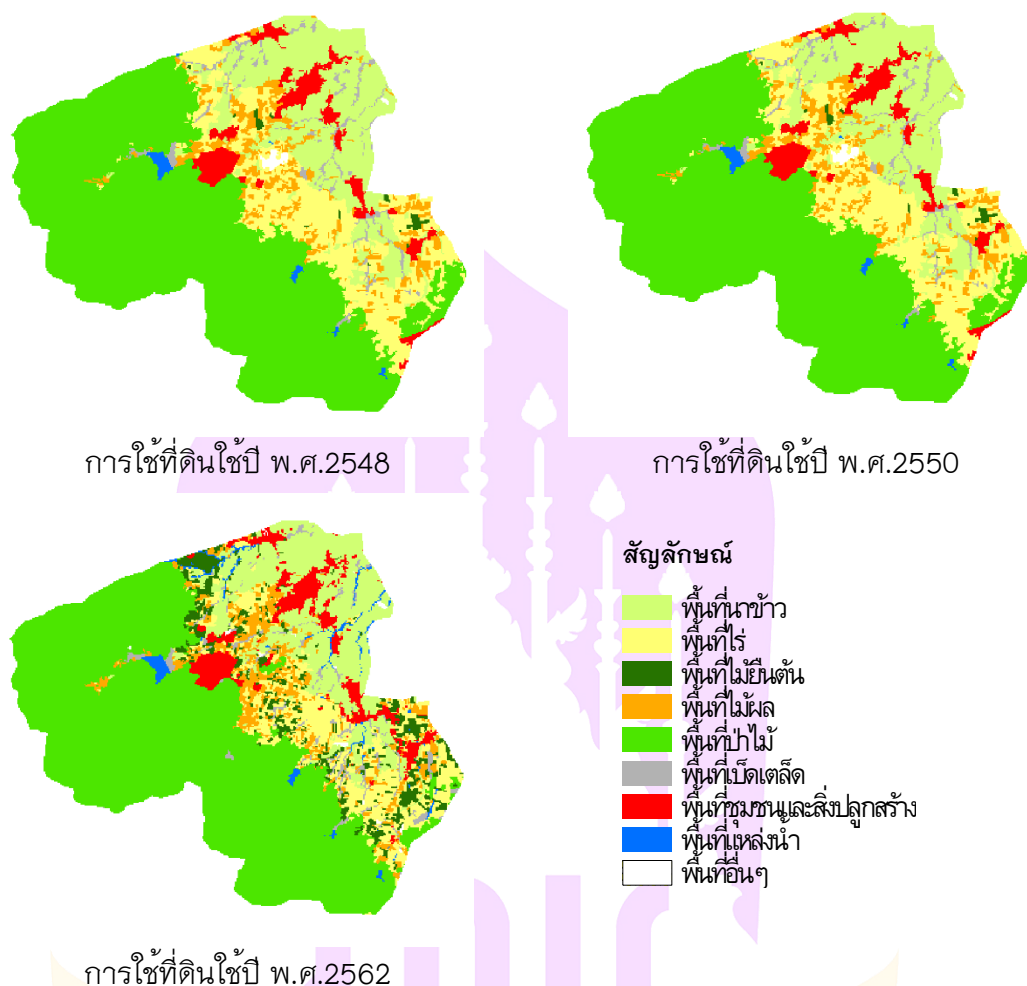 การใช้ที่ดินใช้ปี พ.ศ.2548
การใช้ที่ดินใช้ปี พ.ศ.2550
สัญลักษณ์
พื้นที่นาข้าว
พื้นที่ไร่
พื้นที่ไม้ยืนต้น
พื้นที่ไม้ผล
พื้นที่ป่าไม้
พื้นที่เบ็ดเตล็ด
พื้นที่ชุมชนและสิ่งปลูกสร้าง
พื้นที่แหล่งน้ำ
พื้นที่อื่นๆ
การใช้ที่ดินใช้ปี พ.ศ.2562